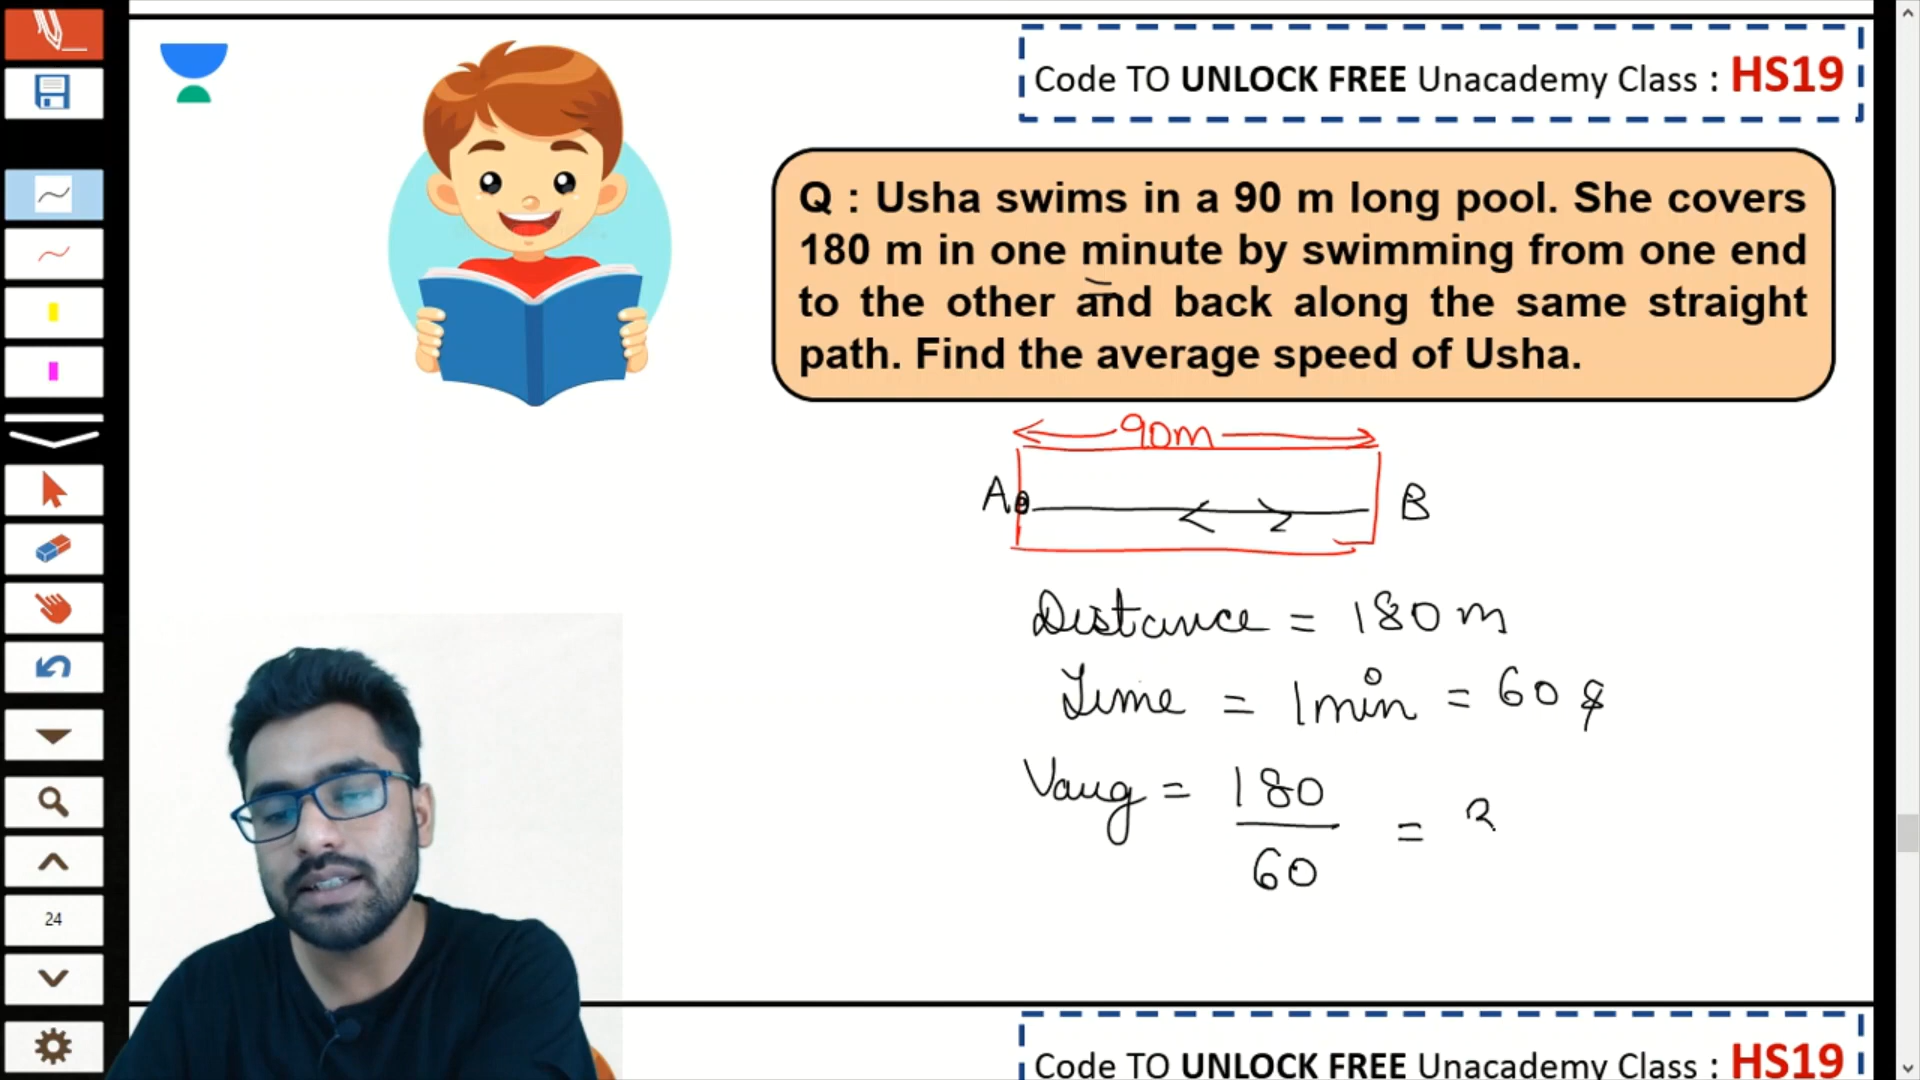 Code TO UNLOCK FREE Unacademy Class : HS19
Q : Usha swims in a 90 m long pool. She covers
180 m in one minute by swimming from one end
to the other and back along the same straight
path. Find the average speed of Usha.
90m
A
B
Distance = 180 m
Time = 1 min = 60 s
Vavg = 180/60 = 3
24
Code TO UNLOCK FREE Unacademy Class : HS19